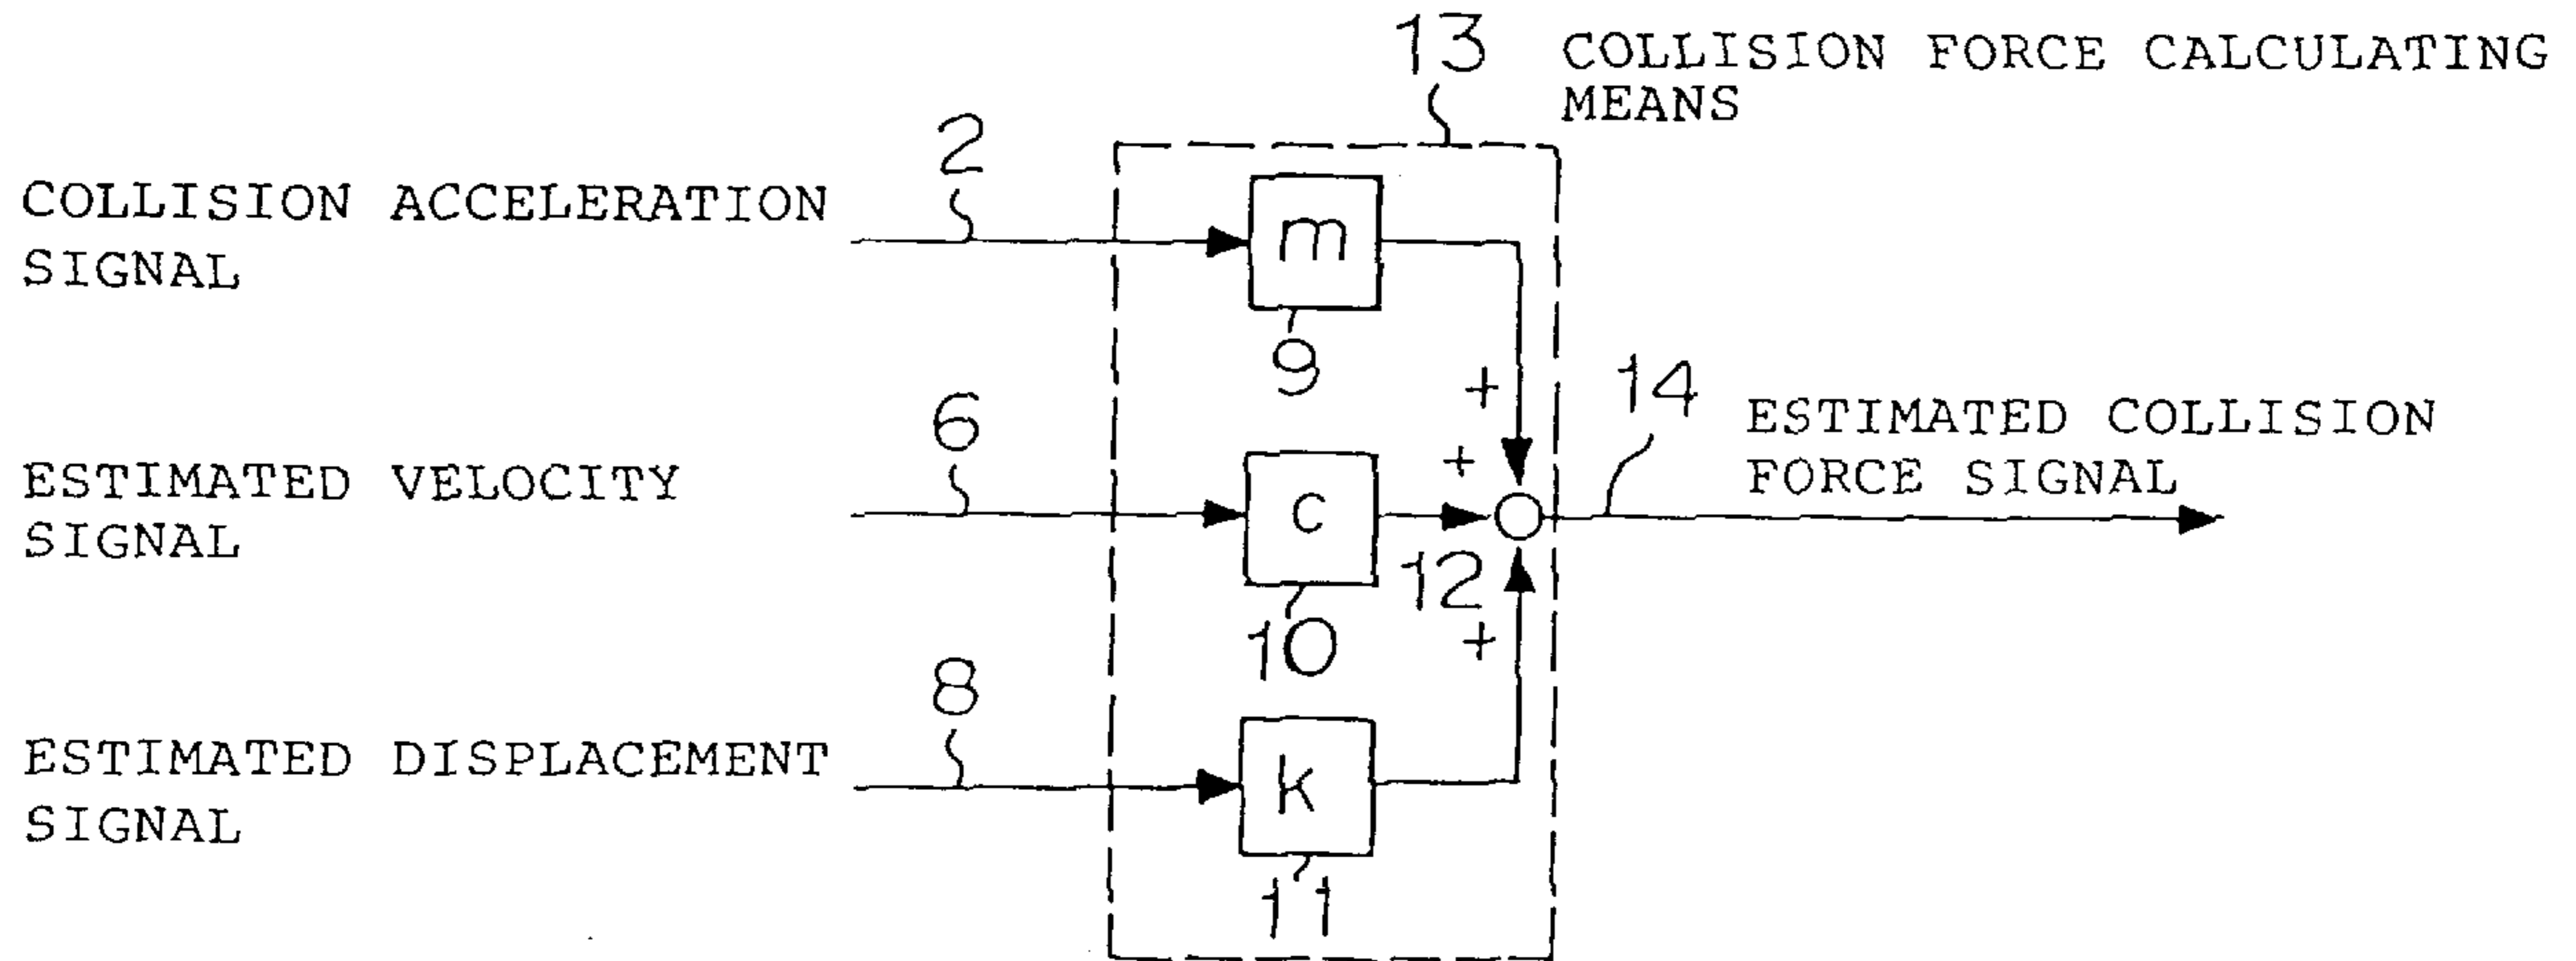 13 COLLISION FORCE CALCULATING
MEANS
2
COLLISION ACCELERATION
SIGNAL
m
9
+
14
6
+
ESTIMATED COLLISION
FORCE SIGNAL
ESTIMATED VELOCITY
SIGNAL
c
12
10
+
8
ESTIMATED DISPLACEMENT
SIGNAL
k
11